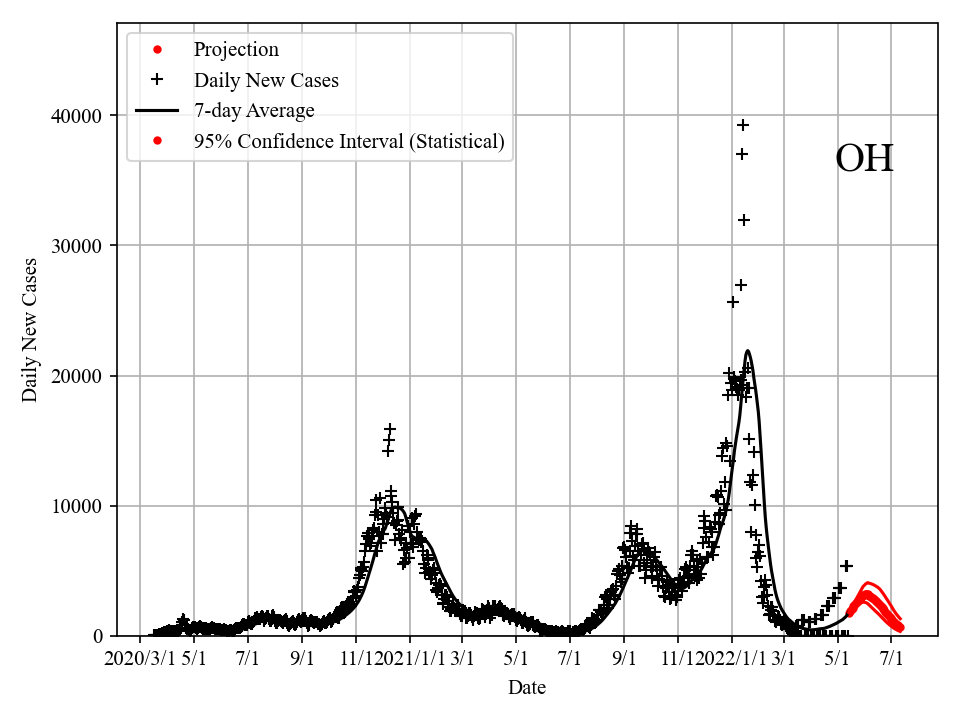 Projection
Daily New Cases
7-day Average
95% Confidence Interval (Statistical)
OH
Daily New Cases
40000
30000
20000
10000
0
2020/3/1 5/1 7/1 9/1 11/1 2021/1/1 3/1 5/1 7/1 9/1 11/1 2022/1/1 3/1 5/1 7/1
Date